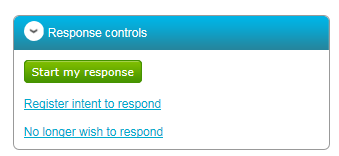 Response controls
Start my response
Register intent to respond
No longer wish to respond